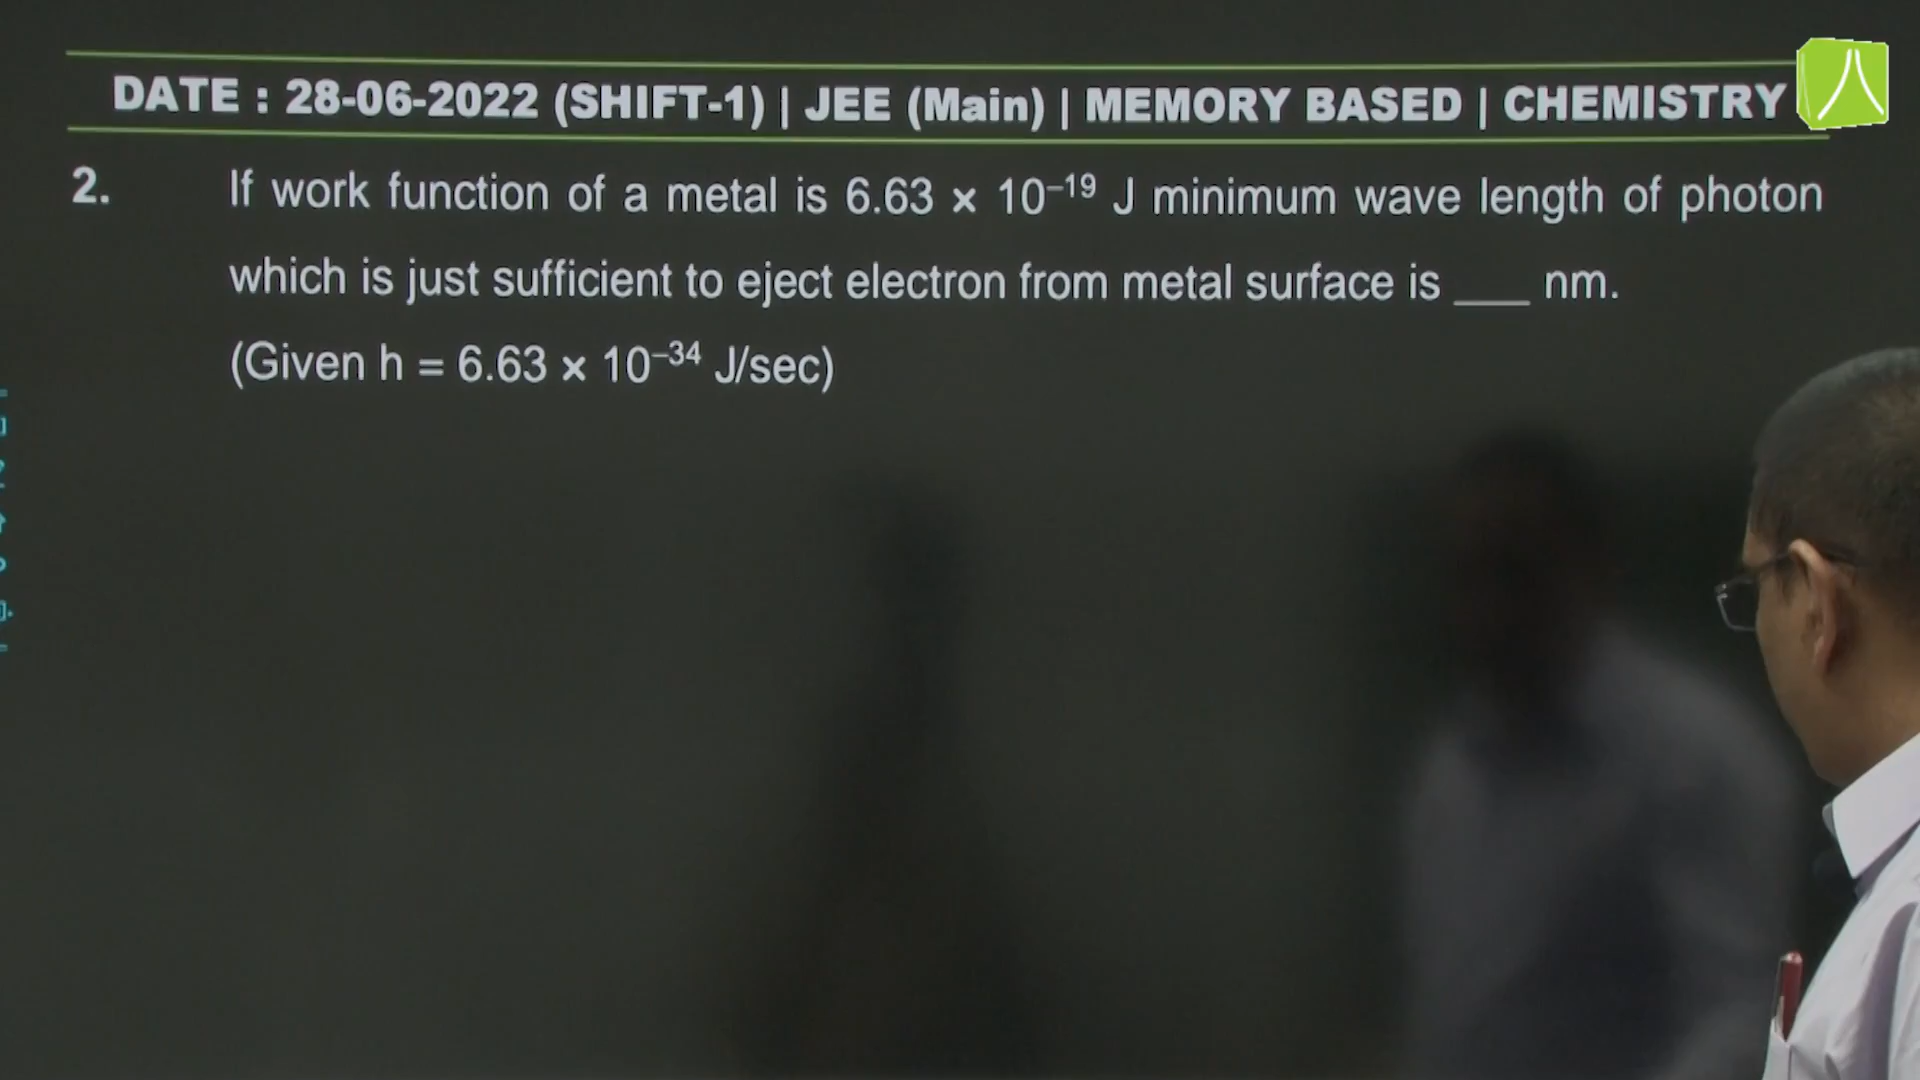 DATE : 28-06-2022 (SHIFT-1) | JEE (Main) | MEMORY BASED | CHEMISTRY
2. If work function of a metal is 6.63 × 10⁻¹⁹ J minimum wave length of photon
which is just sufficient to eject electron from metal surface is ___ nm.
(Given h = 6.63 × 10⁻³⁴ J/sec)